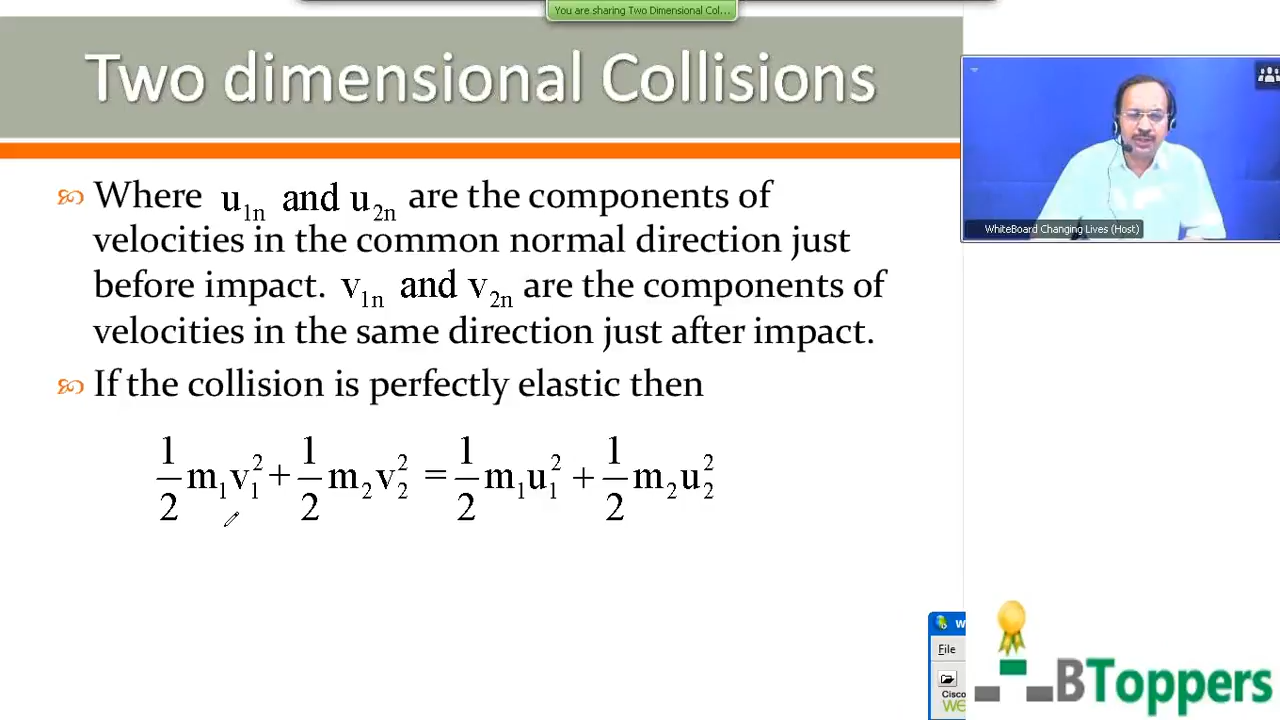 You are sharing Two Dimensional Col...
Two dimensional Collisions
Where u₁ₙ and u₂ₙ are the components of
velocities in the common normal direction just
before impact. v₁ₙ and v₂ₙ are the components of
velocities in the same direction just after impact.
If the collision is perfectly elastic then
1/2 m₁v₁² + 1/2 m₂v₂² = 1/2 m₁u₁² + 1/2 m₂u₂²
WhiteBoard Changing Lives (Host)
W
File
Cisco
WE
BToppers